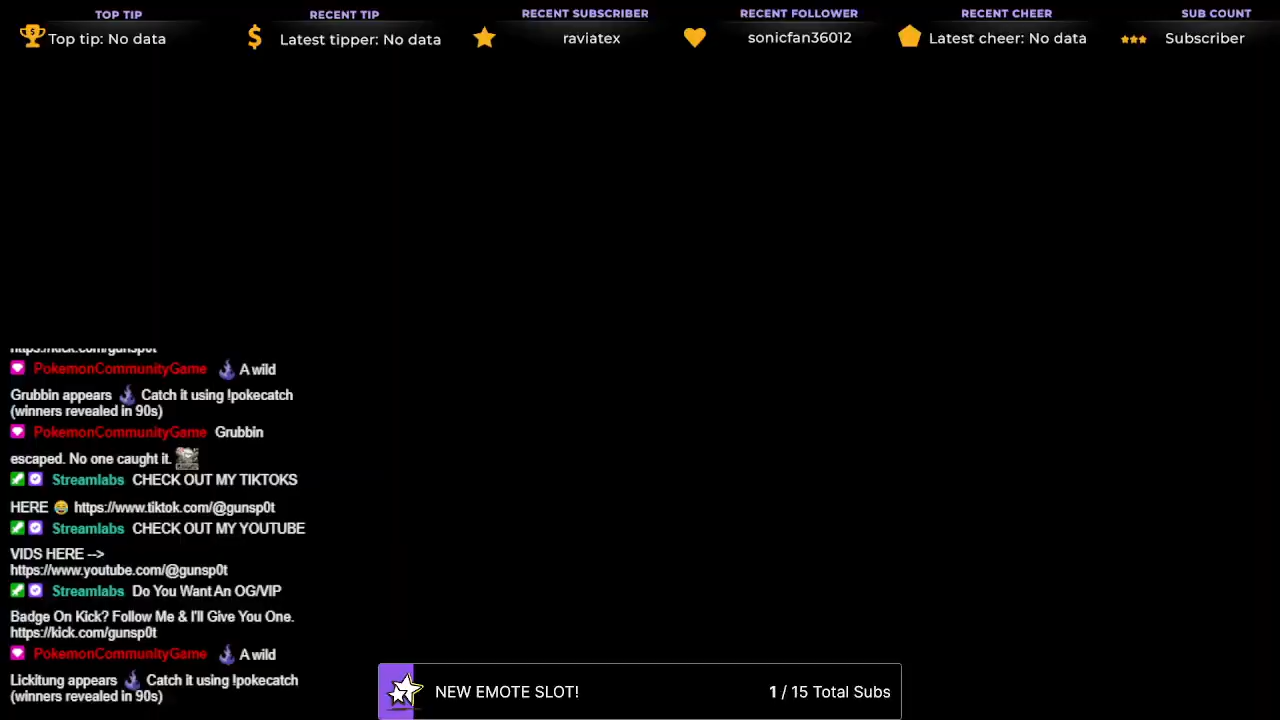 TOP TIP
Top tip: No data
RECENT TIP
Latest tipper: No data
RECENT SUBSCRIBER
raviatex
RECENT FOLLOWER
sonicfan36012
RECENT CHEER
Latest cheer: No data
SUB COUNT
Subscriber
https://kick.com/gunsp0t
PokemonCommunityGame A wild
Grubbin appears Catch it using !pokecatch
(winners revealed in 90s)
PokemonCommunityGame Grubbin
escaped. No one caught it.
Streamlabs CHECK OUT MY TIKTOKS
HERE 😂 https://www.tiktok.com/@gunsp0t
Streamlabs CHECK OUT MY YOUTUBE
VIDS HERE -->
https://www.youtube.com/@gunsp0t
Streamlabs Do You Want An OG/VIP
Badge On Kick? Follow Me & I'll Give You One.
https://kick.com/gunsp0t
PokemonCommunityGame A wild
Lickitung appears Catch it using !pokecatch
(winners revealed in 90s)
NEW EMOTE SLOT!
1 / 15 Total Subs